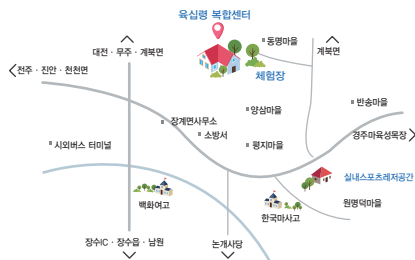 육십령 복합센터
동명마을
대전 · 무주 · 계북면
계북면
전주 · 진안 · 천천면
체험장
반송마을
양삼마을
장계면사무소
소방서
경주마육성목장
시외버스 터미널
평지마을
실내스포츠레저공간
백화여고
원명덕마을
한국마사고
장수IC · 장수읍 · 남원
논개사당